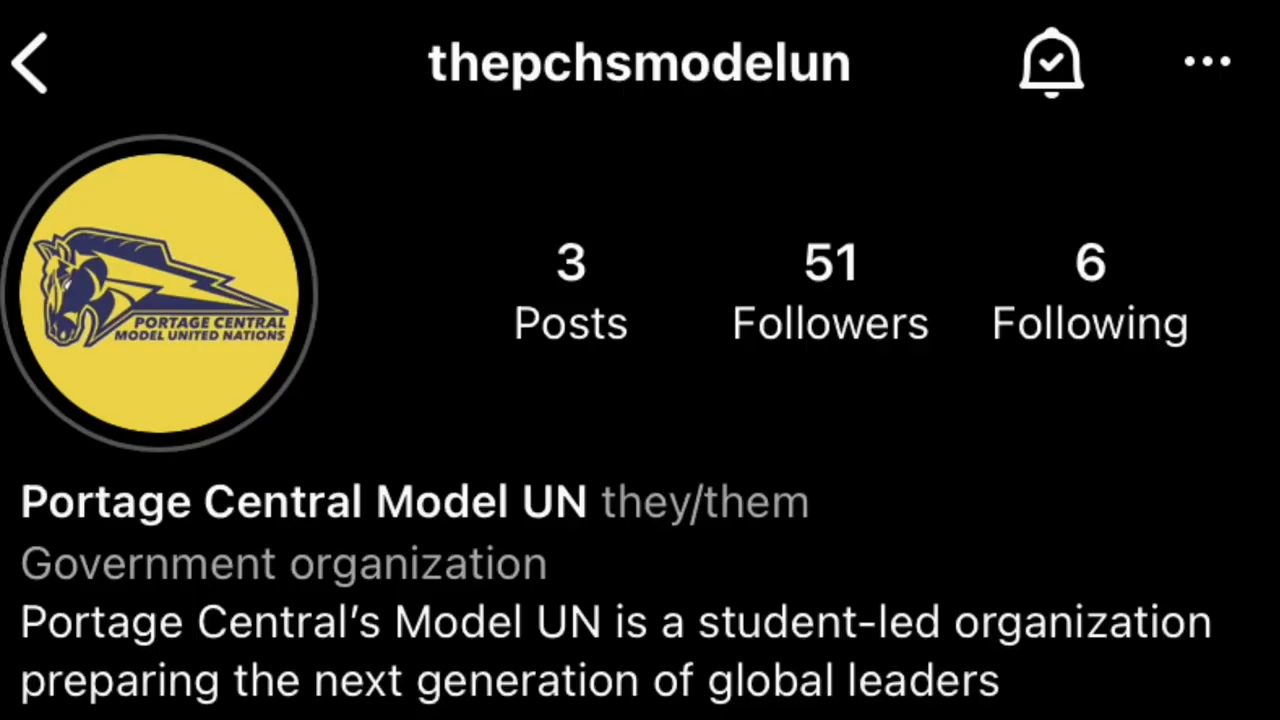 thepchsmodelun
PORTAGE CENTRAL
MODEL UNITED NATIONS
3
Posts
51
Followers
6
Following
Portage Central Model UN they/them
Government organization
Portage Central's Model UN is a student-led organization
preparing the next generation of global leaders